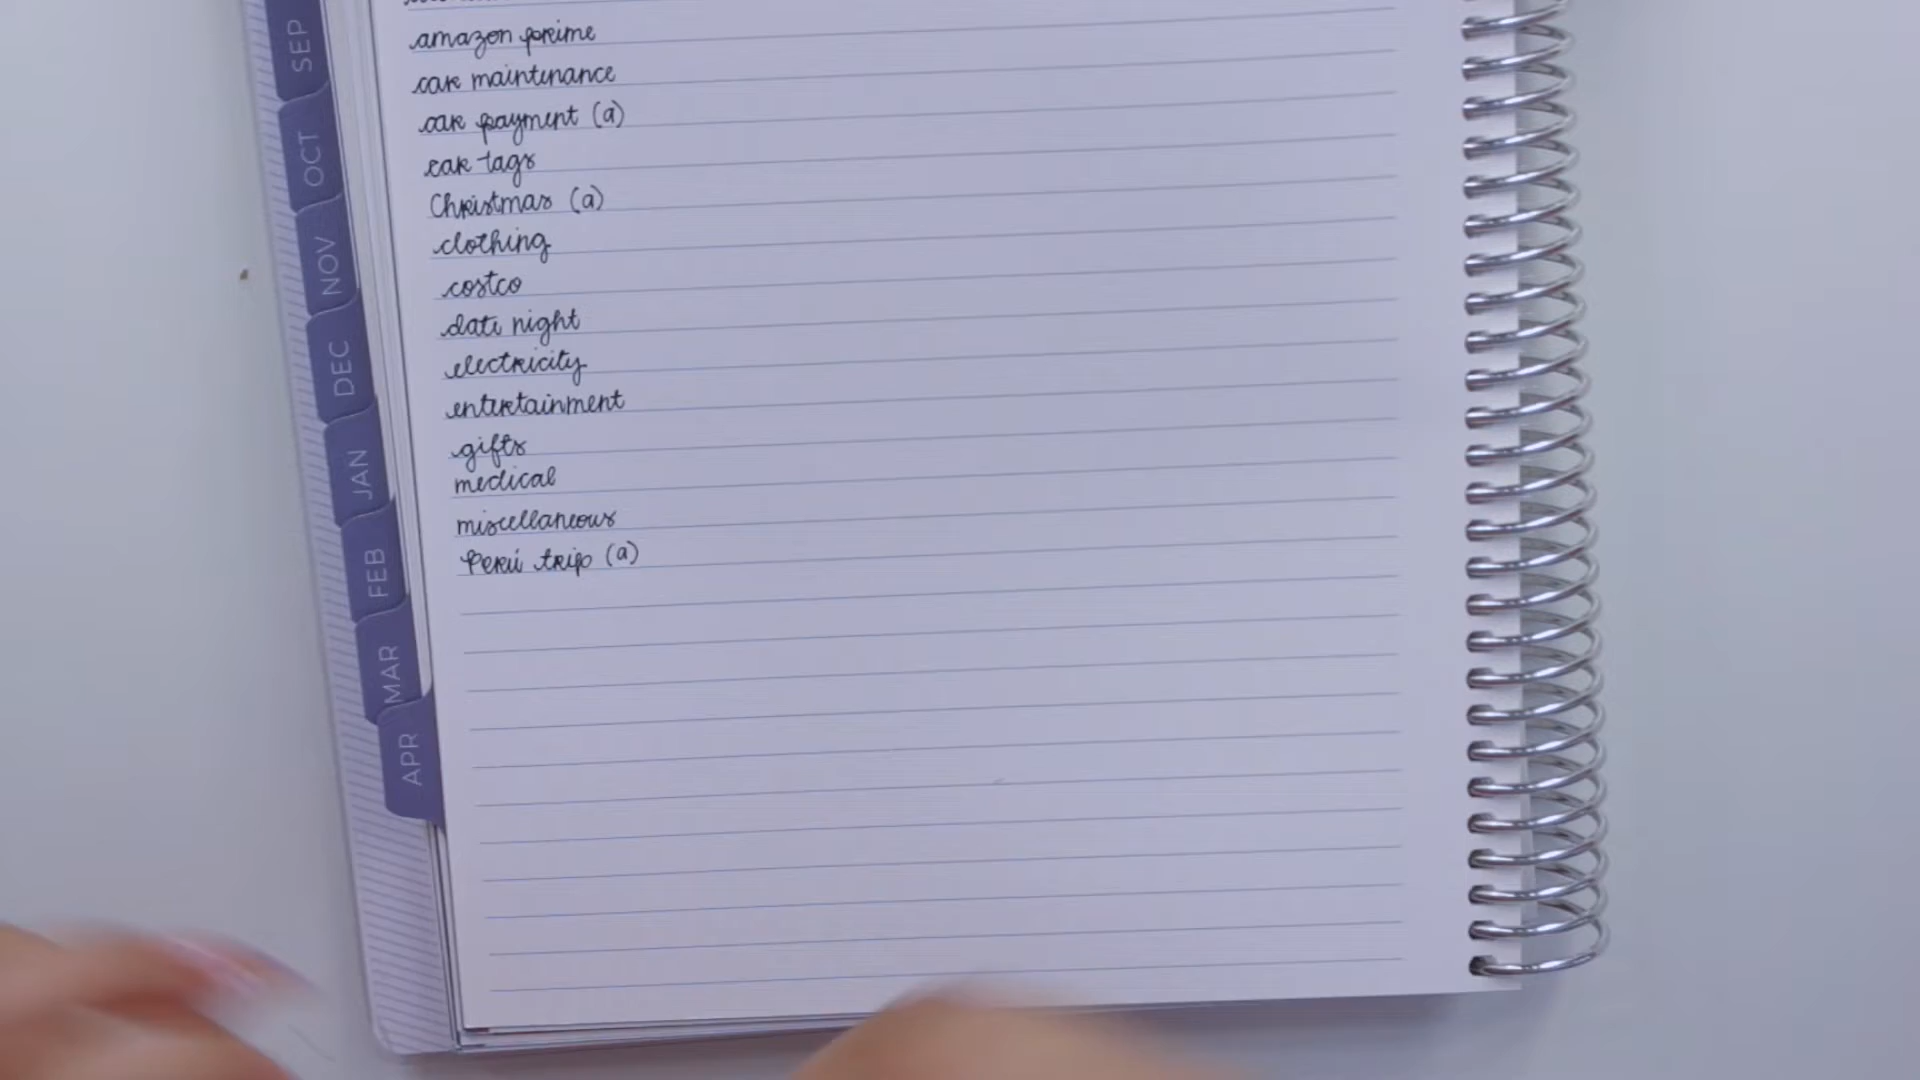 amazon prime
car maintenance
car payment (a)
car tags
Christmas (a)
clothing
costco
date night
electricity
entertainment
gifts
medical
miscellaneous
Perú trip (a)
SEP
OCT
NOV
DEC
JAN
FEB
MAR
APR